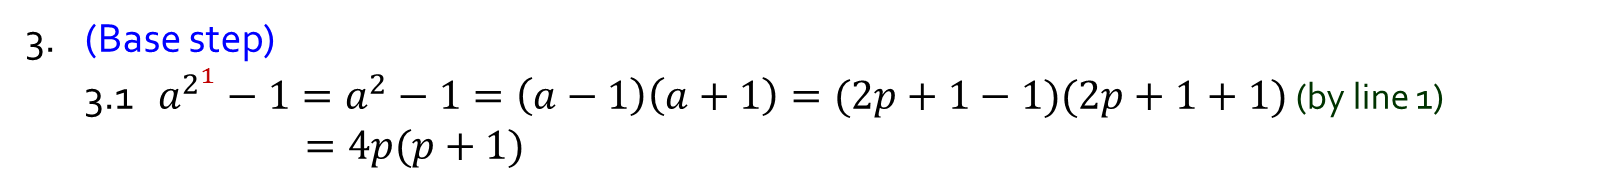 3. (Base step)
3.1 $a^{2^1} - 1 = a^2 - 1 = (a - 1)(a + 1) = (2p + 1 - 1)(2p + 1 + 1)$ (by line 1)
$= 4p(p + 1)$